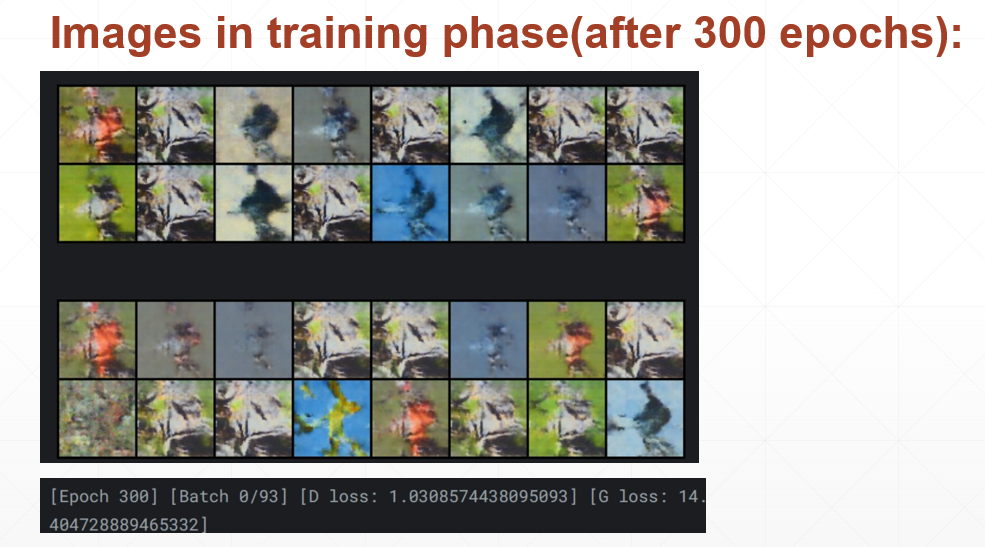 Images in training phase(after 300 epochs):
[Epoch 300] [Batch 0/93] [D loss: 1.0308574438095093] [G loss: 14.
404728889465332]